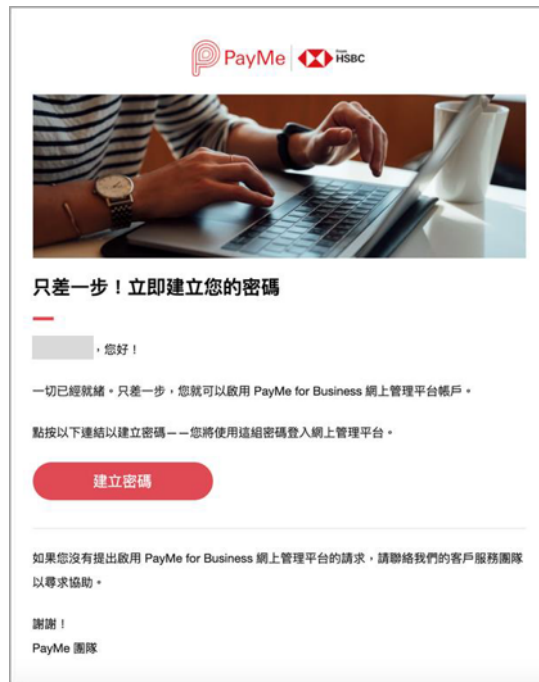 PayMe
From
HSBC
只差一步！立即建立您的密碼
，您好！
一切已經就緒。只差一步，您就可以啟用 PayMe for Business 網上管理平台帳戶。
點按以下連結以建立密碼——您將使用這組密碼登入網上管理平台。
建立密碼
如果您沒有提出啟用 PayMe for Business 網上管理平台的請求，請聯絡我們的客戶服務團隊
以尋求協助。
謝謝！
PayMe 團隊